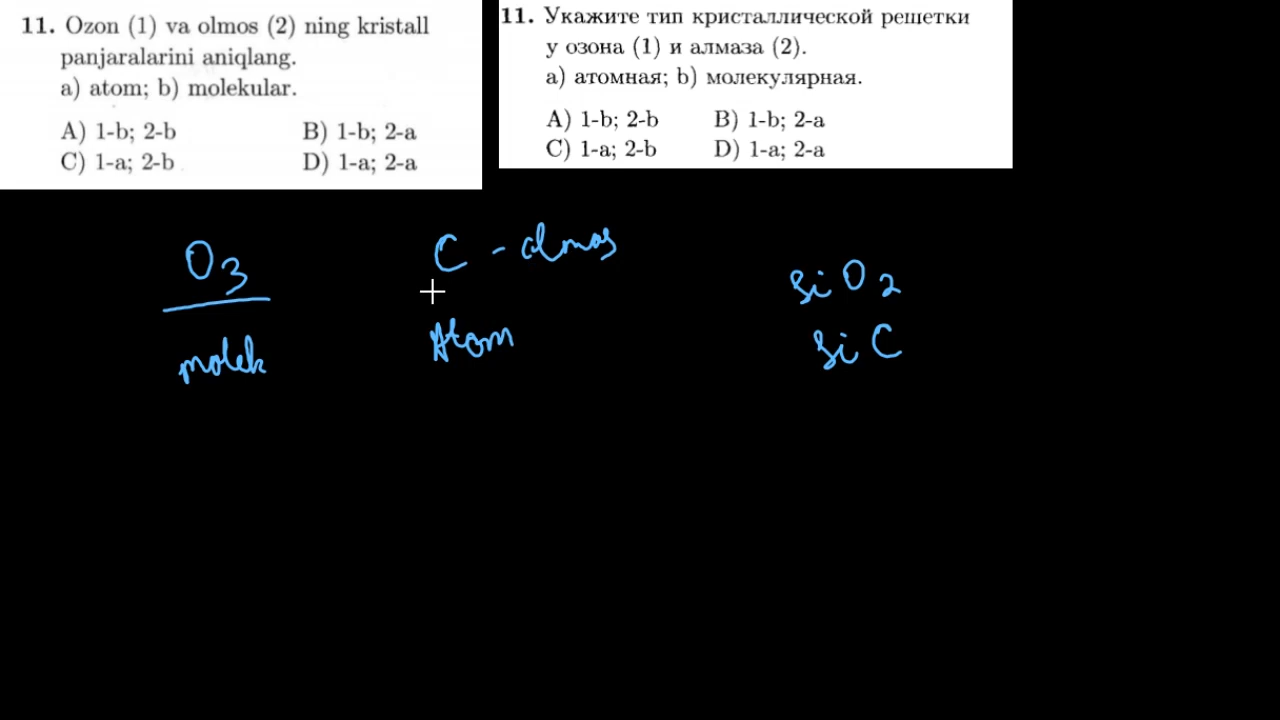 11. Ozon (1) va olmos (2) ning kristall
panjaralarini aniqlang.
a) atom; b) molekular.
A) 1-b; 2-b B) 1-b; 2-a
C) 1-a; 2-b D) 1-a; 2-a
11. Укажите тип кристаллической решетки
у озона (1) и алмаза (2).
a) атомная; b) молекулярная.
A) 1-b; 2-b B) 1-b; 2-a
C) 1-a; 2-b D) 1-a; 2-a
O3
C - olmos
SiO2
molek
Atom
SiC